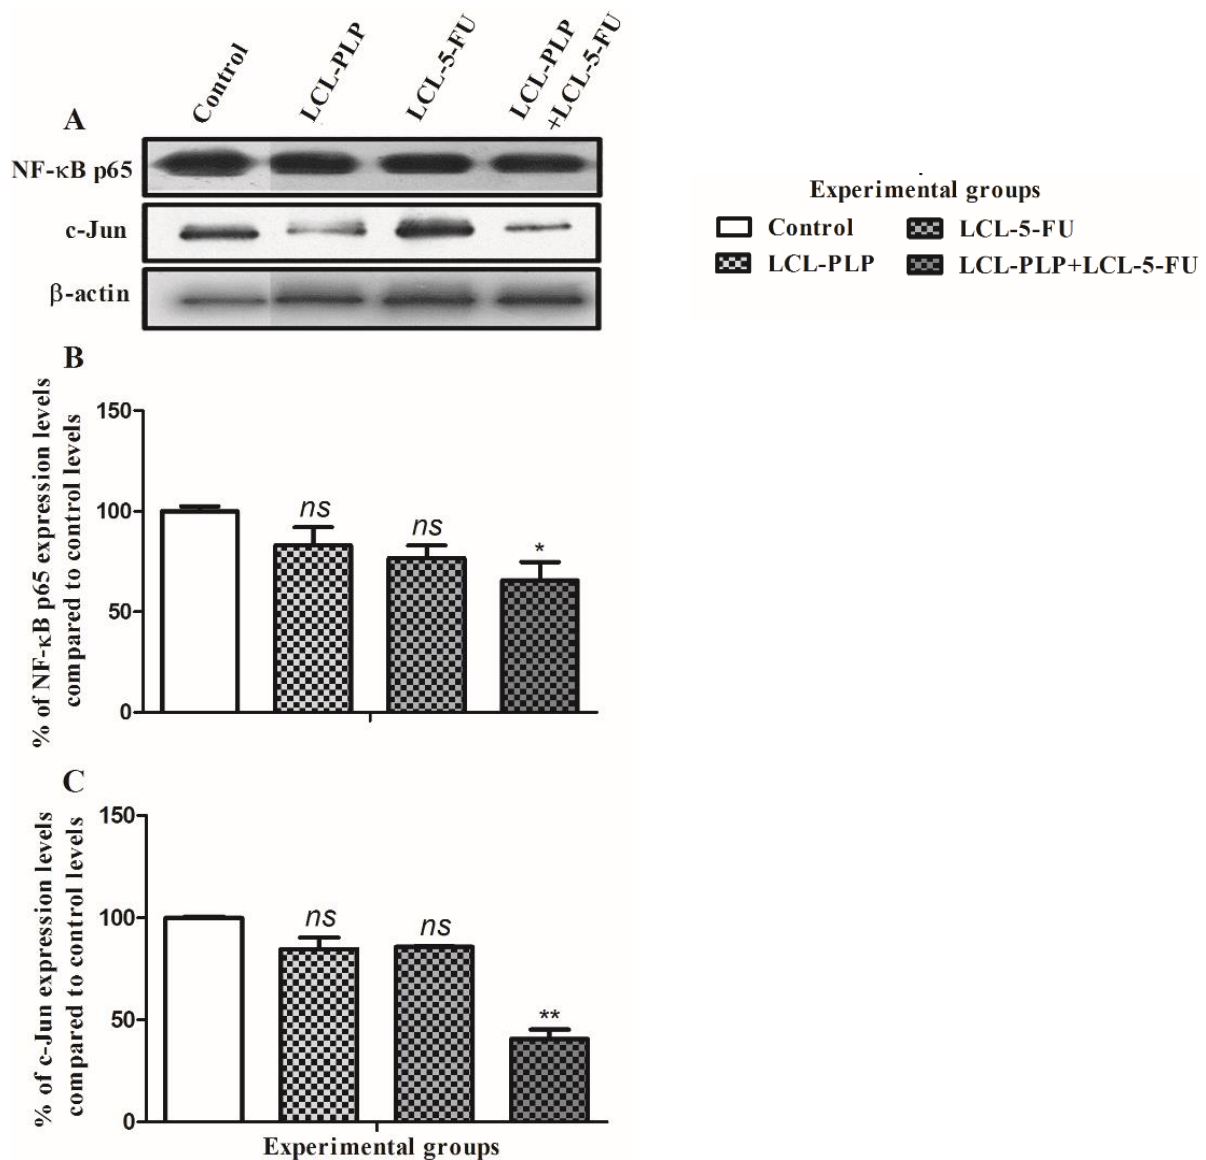 Control
LCL-PLP
LCL-5-FU
LCL-PLP
+LCL-5-FU
A
NF-κB p65
c-Jun
β-actin
Experimental groups
Control
LCL-5-FU
LCL-PLP
LCL-PLP+LCL-5-FU
B
% of NF-κB p65 expression levels
compared to control levels
150
100
50
0
ns
ns
*
C
% of c-Jun expression levels
compared to control levels
150
100
50
0
ns
ns
**
Experimental groups